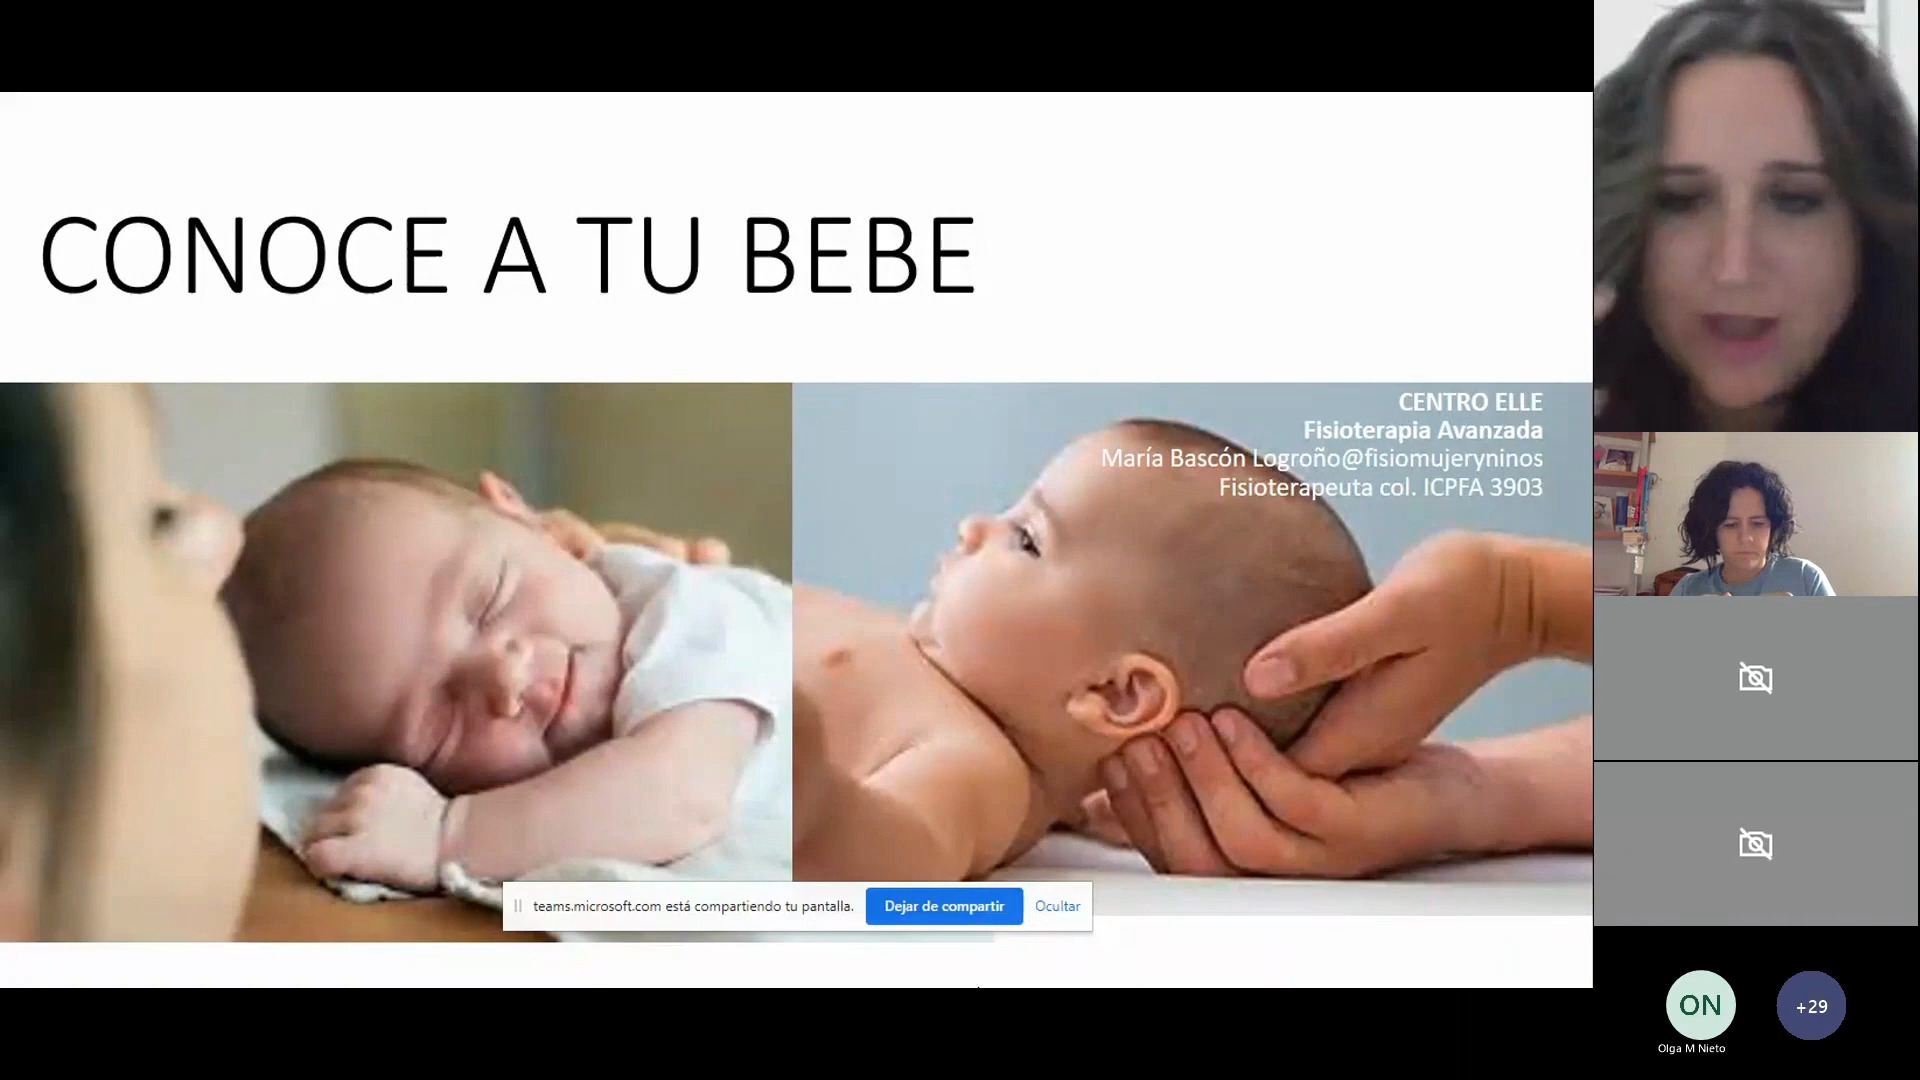 CONOCE A TU BEBE
CENTRO ELLE
Fisioterapia Avanzada
María Bascón Logroño@fisiomujeryninos
Fisioterapeuta col. ICPFA 3903
teams.microsoft.com está compartiendo tu pantalla.
Dejar de compartir
Ocultar
ON
+29
Olga M Nieto